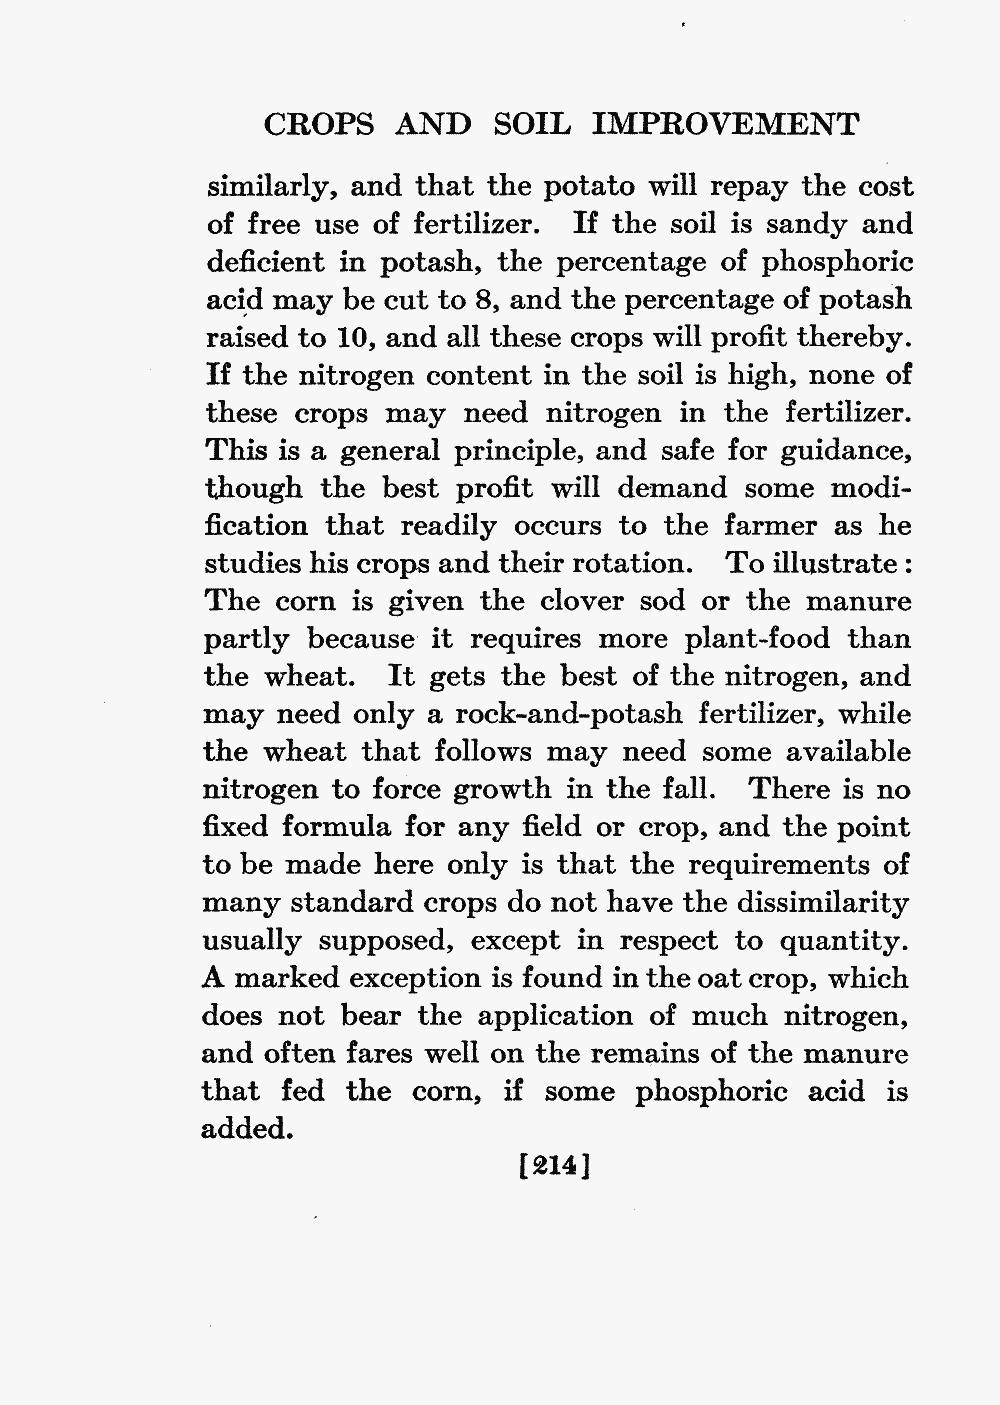 CROPS AND SOIL IMPROVEMENT
similarly, and that the potato will repay the cost
of free use of fertilizer. If the soil is sandy and
deficient in potash, the percentage of phosphoric
acid may be cut to 8, and the percentage of potash
raised to 10, and all these crops will profit thereby.
If the nitrogen content in the soil is high, none of
these crops may need nitrogen in the fertilizer.
This is a general principle, and safe for guidance,
though the best profit will demand some modi-
fication that readily occurs to the farmer as he
studies his crops and their rotation. To illustrate :
The corn is given the clover sod or the manure
partly because it requires more plant-food than
the wheat. It gets the best of the nitrogen, and
may need only a rock-and-potash fertilizer, while
the wheat that follows may need some available
nitrogen to force growth in the fall. There is no
fixed formula for any field or crop, and the point
to be made here only is that the requirements of
many standard crops do not have the dissimilarity
usually supposed, except in respect to quantity.
A marked exception is found in the oat crop, which
does not bear the application of much nitrogen,
and often fares well on the remains of the manure
that fed the corn, if some phosphoric acid is
added.
[214]